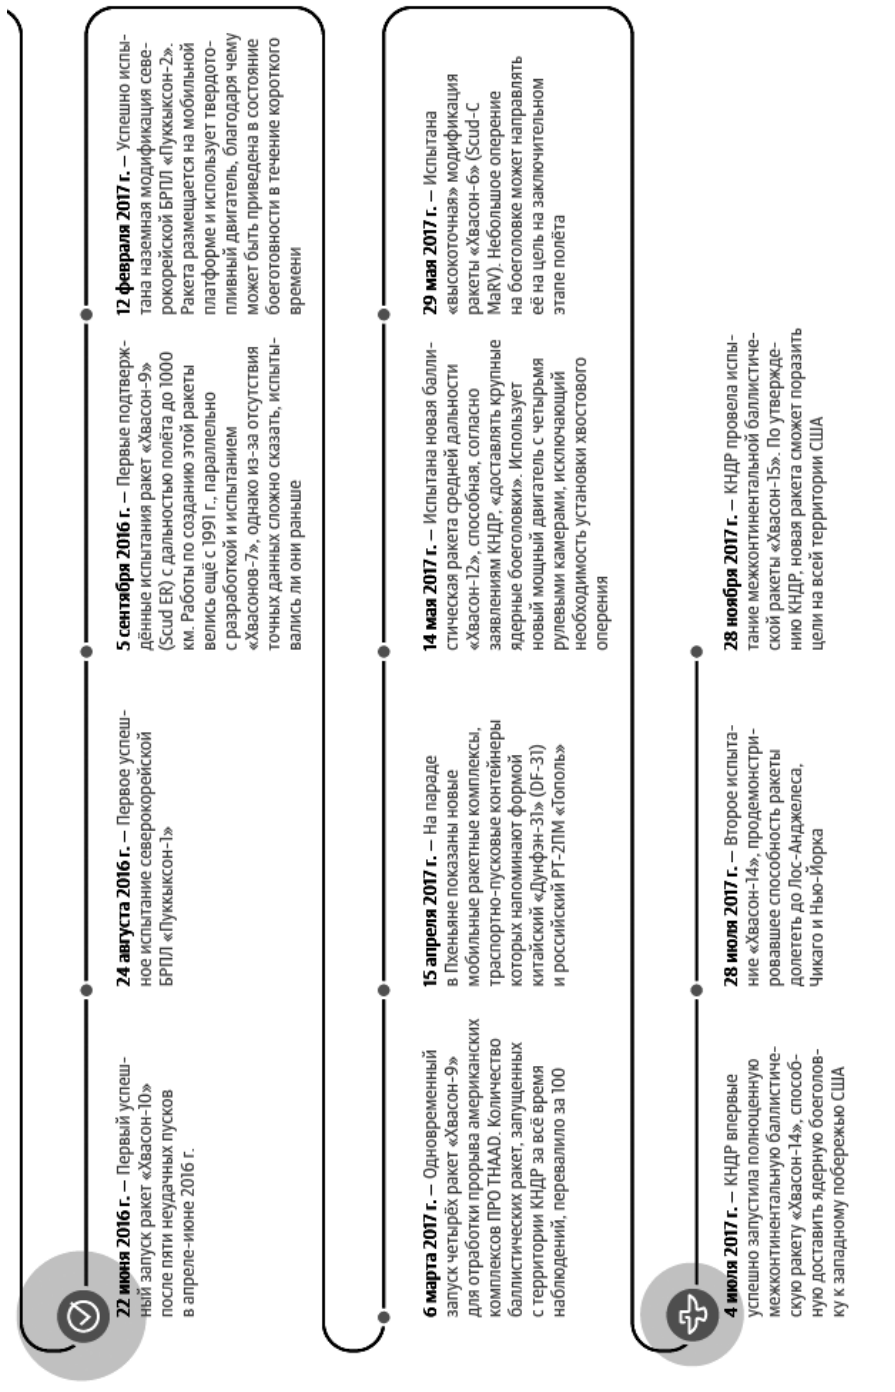 22 июня 2016 г. — Первый успеш-
ный запуск ракет «Хвасон-10»
после пяти неудачных пусков
в апреле-июне 2016 г.
24 августа 2016 г. — Первое успеш-
ное испытание северокорейской
БРПЛ «Пуккыксон-1»
5 сентября 2016 г. — Первые подтверж-
дённые испытания ракет «Хвасон-9»
(Scud ER) с дальностью полёта до 1000
км. Работы по созданию этой ракеты
велись ещё с 1991 г., параллельно
с разработкой и испытанием
«Хвасонов-7», однако из-за отсутствия
точных данных сложно сказать, испыты-
вались ли они раньше
12 февраля 2017 г. — Успешно испы-
тана наземная модификация севе-
рокорейской БРПЛ «Пуккыксон-2».
Ракета размещается на мобильной
платформе и использует твердото-
пливный двигатель, благодаря чему
может быть приведена в состояние
боеготовности в течение короткого
времени
6 марта 2017 г. — Одновременный
запуск четырёх ракет «Хвасон-9»
для отработки прорыва американских
комплексов ПРО THAAD. Количество
баллистических ракет, запущенных
с территории КНДР за всё время
наблюдений, перевалило за 100
15 апреля 2017 г. — На параде
в Пхеньяне показаны новые
мобильные ракетные комплексы,
траспортно-пусковые контейнеры
которых напоминают формой
китайский «Дунфэн-31» (DF-31)
и российский РТ-2ПМ «Тополь»
14 мая 2017 г. — Испытана новая балли-
стическая ракета средней дальности
«Хвасон-12», способная, согласно
заявлениям КНДР, «доставлять крупные
ядерные боеголовки». Использует
новый мощный двигатель с четырьмя
рулевыми камерами, исключающий
необходимость установки хвостового
оперения
29 мая 2017 г. — Испытана
«высокоточная» модификация
ракеты «Хвасон-6» (Scud-C
MaRV). Небольшое оперение
на боеголовке может направлять
её на цель на заключительном
этапе полёта
4 июля 2017 г. — КНДР впервые
успешно запустила полноценную
межконтинентальную баллистиче-
скую ракету «Хвасон-14», способ-
ную доставить ядерную боеголов-
ку к западному побережью США
28 июля 2017 г. — Второе испыта-
ние «Хвасон-14», продемонстри-
ровавшее способность ракеты
долететь до Лос-Анджелеса,
Чикаго и Нью-Йорка
28 ноября 2017 г. — КНДР провела испы-
тание межконтинентальной баллистиче-
ской ракеты «Хвасон-15». По утвержде-
нию КНДР, новая ракета сможет поразить
цели на всей территории США